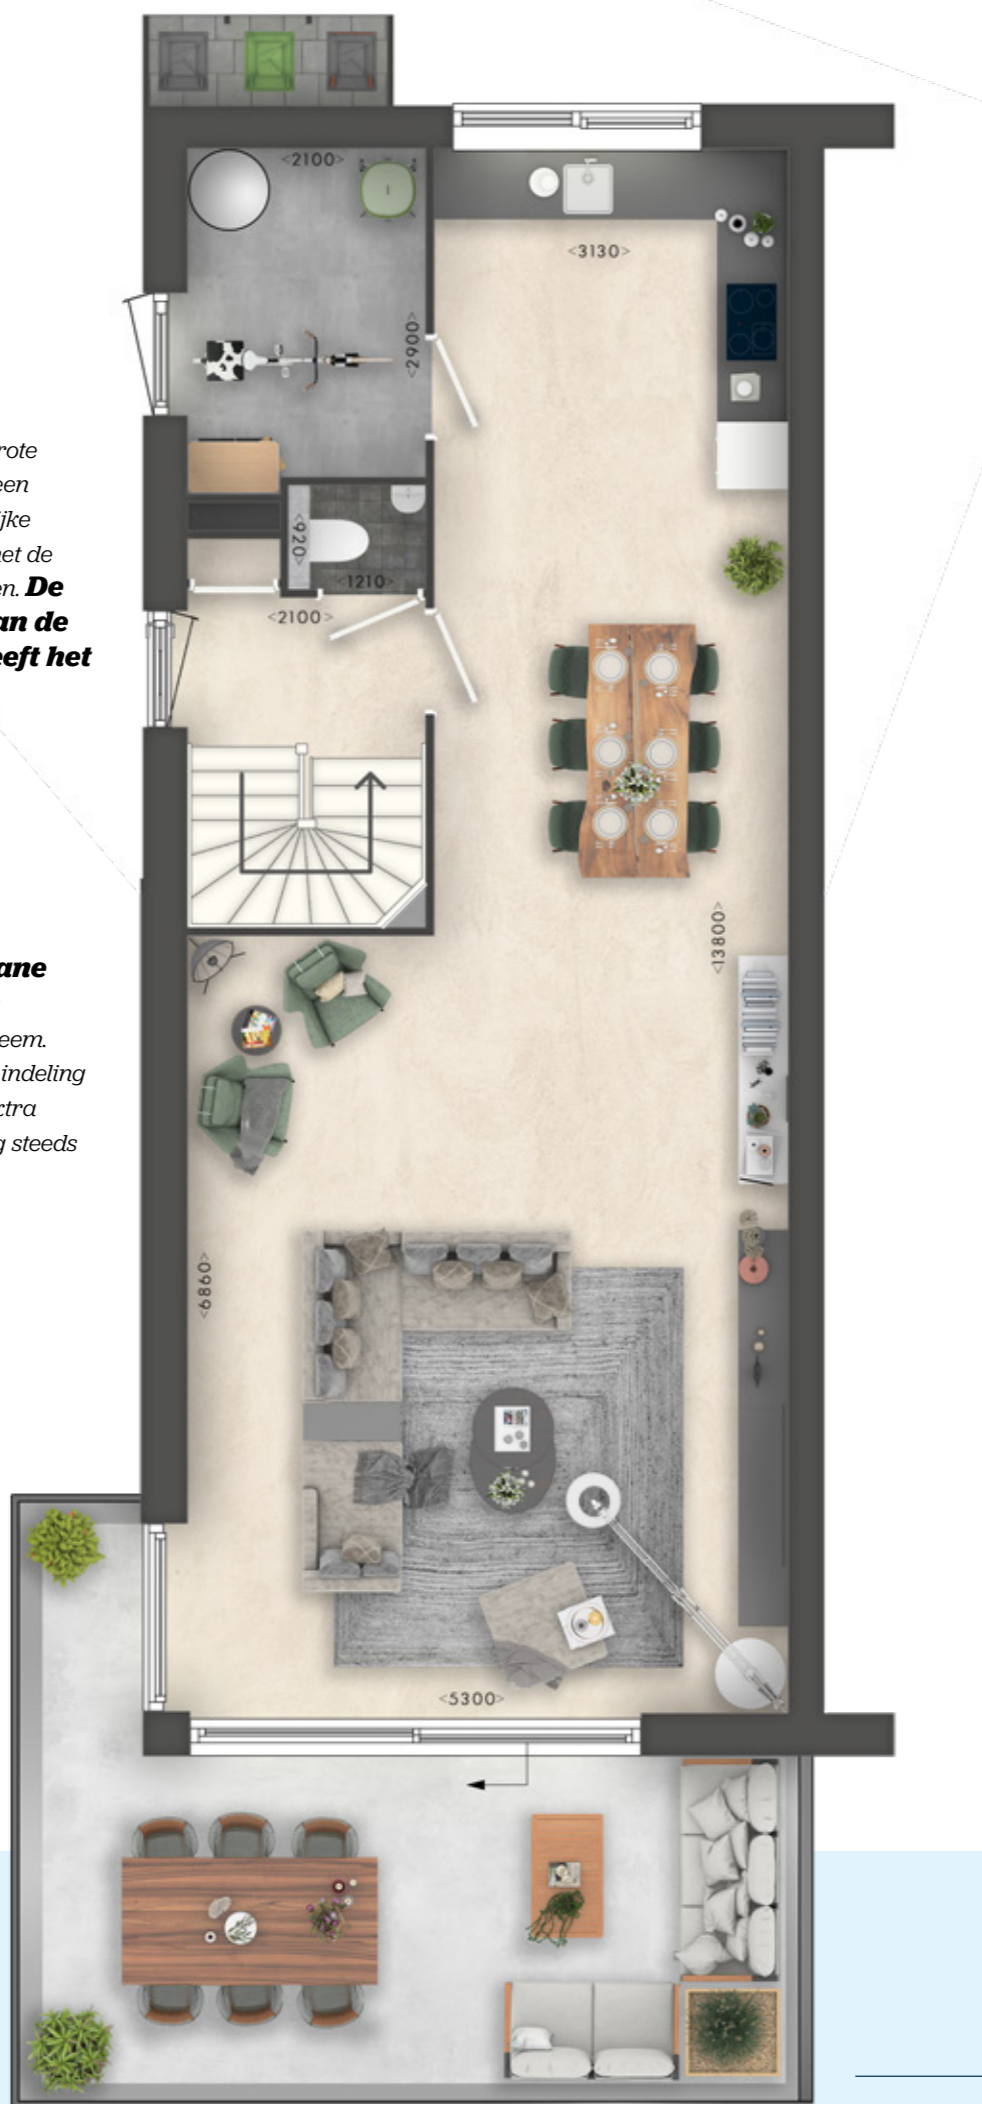 rote
een
ijke
net de
en. De
an de
eeft het
ane
eem.
indeling
xtra
g steeds
<2100>
<3130>
<2900>
<920>
<1210>
<2100>
<13800>
<6860>
<5300>